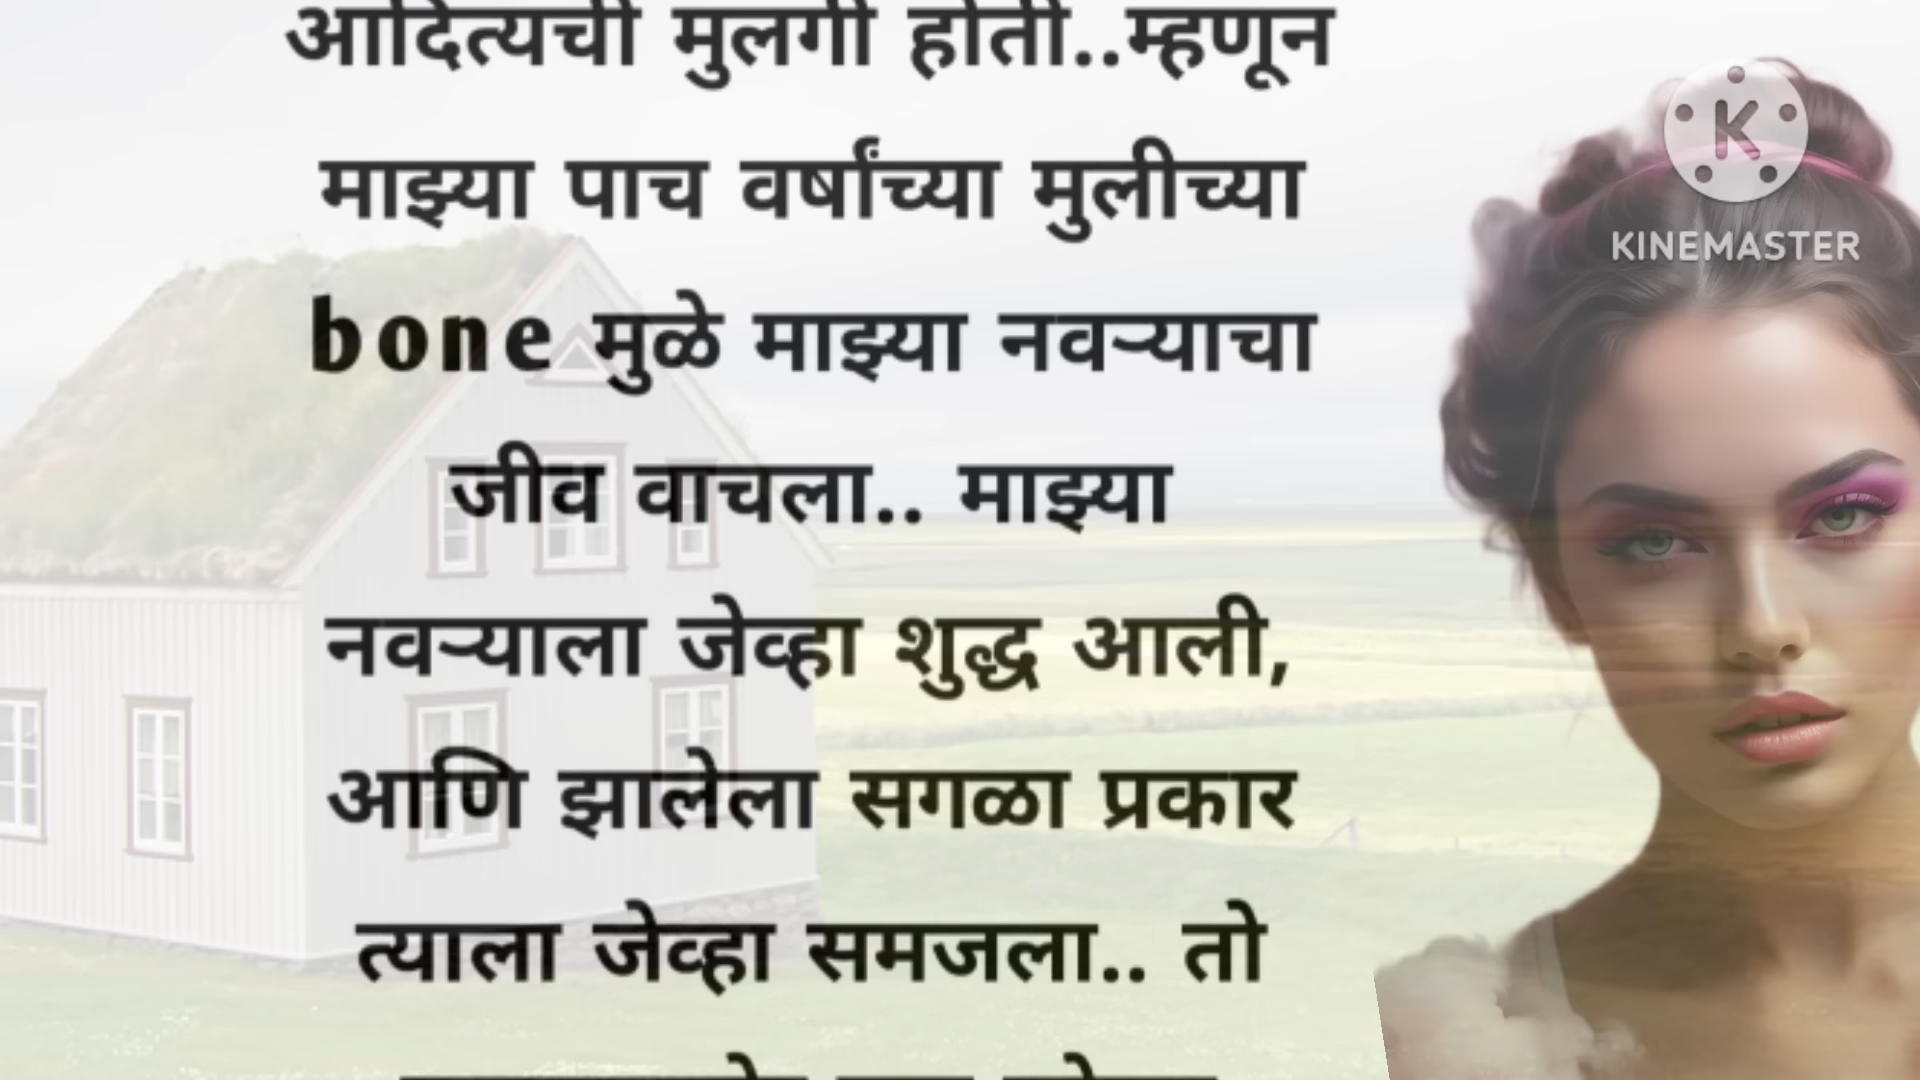 आदित्यची मुलगी होती..म्हणून
माझ्या पाच वर्षांच्या मुलीच्या
bone मुळे माझ्या नवऱ्याचा
जीव वाचला.. माझ्या
नवऱ्याला जेव्हा शुद्ध आली,
आणि झालेला सगळा प्रकार
त्याला जेव्हा समजला.. तो
K
KINEMASTER